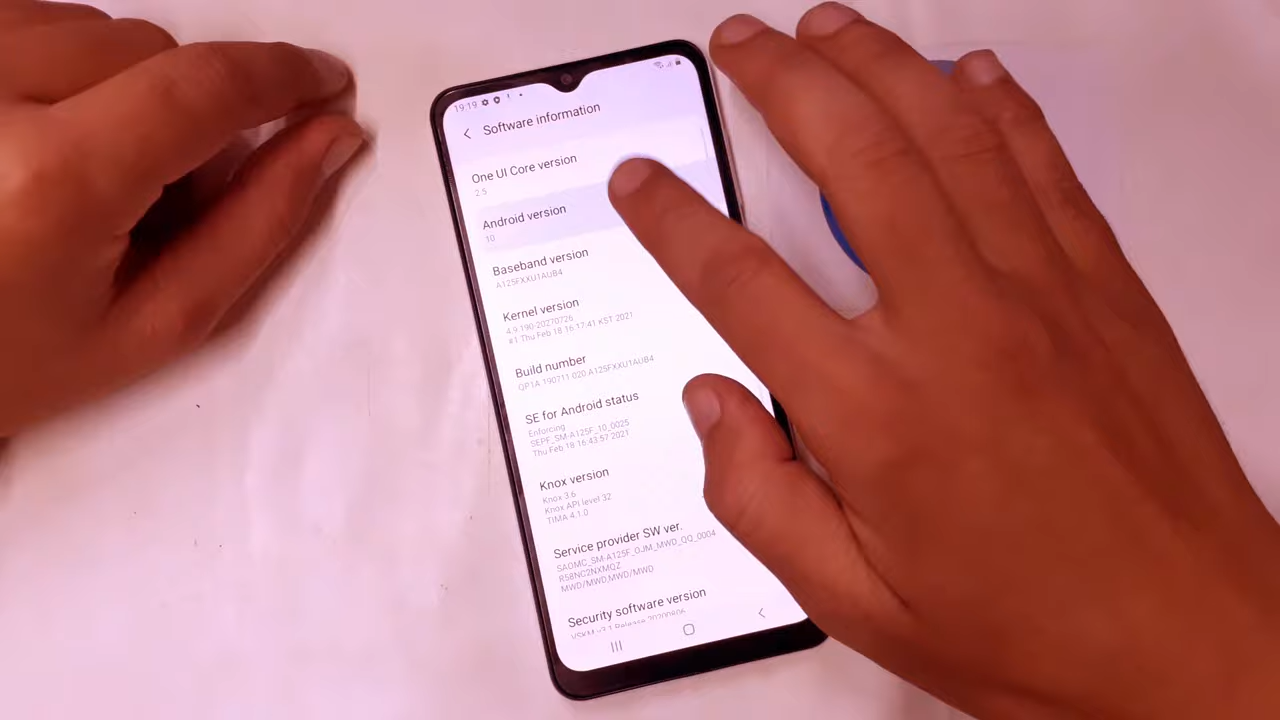 19:19
Software information
One UI Core version
2.5
Android version
10
Baseband version
A125FXXU1AUB4
Kernel version
4.9.190-20270726
#1 Thu Feb 18 16:17:41 KST 2021
Build number
QP1A.190711.020.A125FXXU1AUB4
SE for Android status
Enforcing
SEPF_SM-A125F_10_0025
Thu Feb 18 16:43:57 2021
Knox version
Knox 3.6
Knox API level 32
TIMA 4.1.0
Service provider SW ver.
SAOMC_SM-A125F_OJM_MWD_QQ_0004
R58NC2NXMQZ
MWD/MWD,MWD/MWD
Security software version